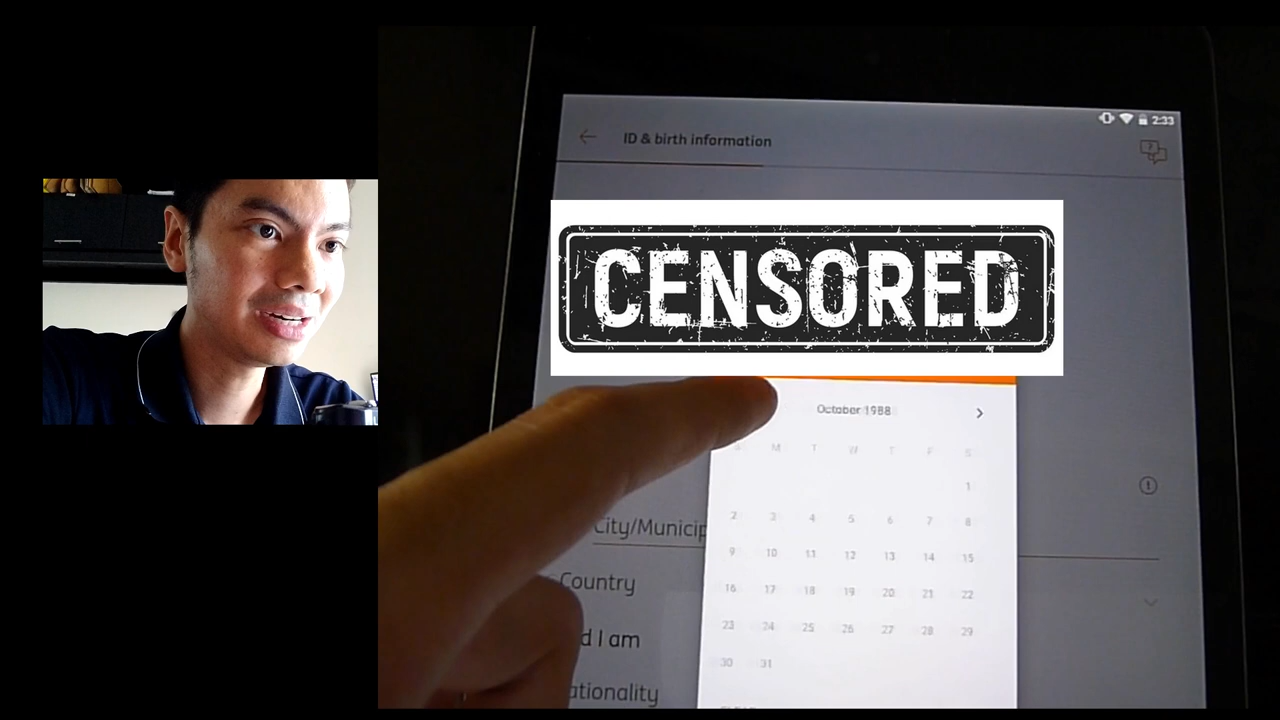 2:33
ID & birth information
CENSORED
October 1988
S M T W T F S
1
2 3 4 5 6 7 8
9 10 11 12 13 14 15
16 17 18 19 20 21 22
23 24 25 26 27 28 29
30 31
City/Municip
Country
d I am
ationality